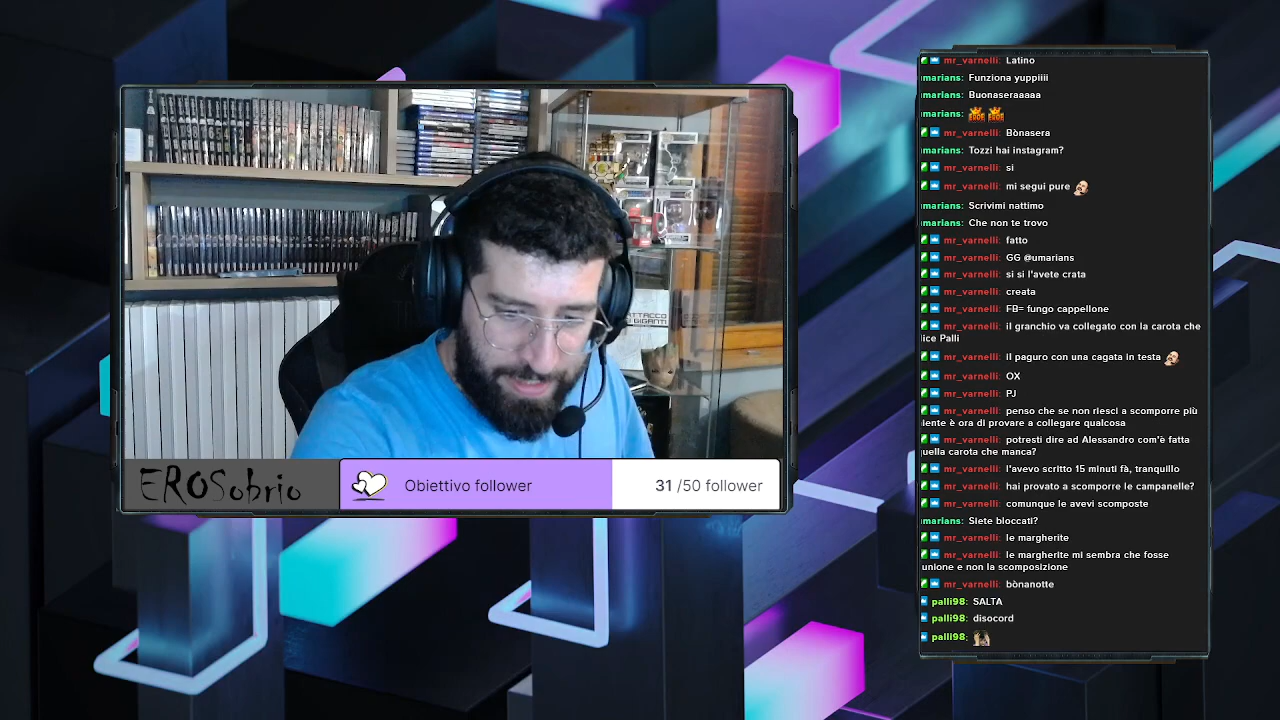 ATTACCO
DEI GIGANTI
EROSobrio
Obiettivo follower
31 /50 follower
mr_varnelli: Latino
marians: Funziona yuppiiii
marians: Buonaseraaaaa
marians:
mr_varnelli: Bònasera
marians: Tozzi hai instagram?
mr_varnelli: si
mr_varnelli: mi segui pure
marians: Scrivimi nattimo
marians: Che non te trovo
mr_varnelli: fatto
mr_varnelli: GG @umarians
mr_varnelli: si si l'avete crata
mr_varnelli: creata
mr_varnelli: FB= fungo cappellone
mr_varnelli: il granchio va collegato con la carota che
ice Palli
mr_varnelli: Il paguro con una cagata in testa
mr_varnelli: OX
mr_varnelli: PJ
mr_varnelli: penso che se non riesci a scomporre più
iente è ora di provare a collegare qualcosa
mr_varnelli: potresti dire ad Alessandro com'è fatta
uella carota che manca?
mr_varnelli: l'avevo scritto 15 minuti fà, tranquillo
mr_varnelli: hai provato a scomporre le campanelle?
mr_varnelli: comunque le avevi scomposte
marians: Siete bloccati?
mr_varnelli: le margherite
mr_varnelli: le margherite mi sembra che fosse
unione e non la scomposizione
mr_varnelli: bònanotte
palli98: SALTA
palli98: disocord
palli98: